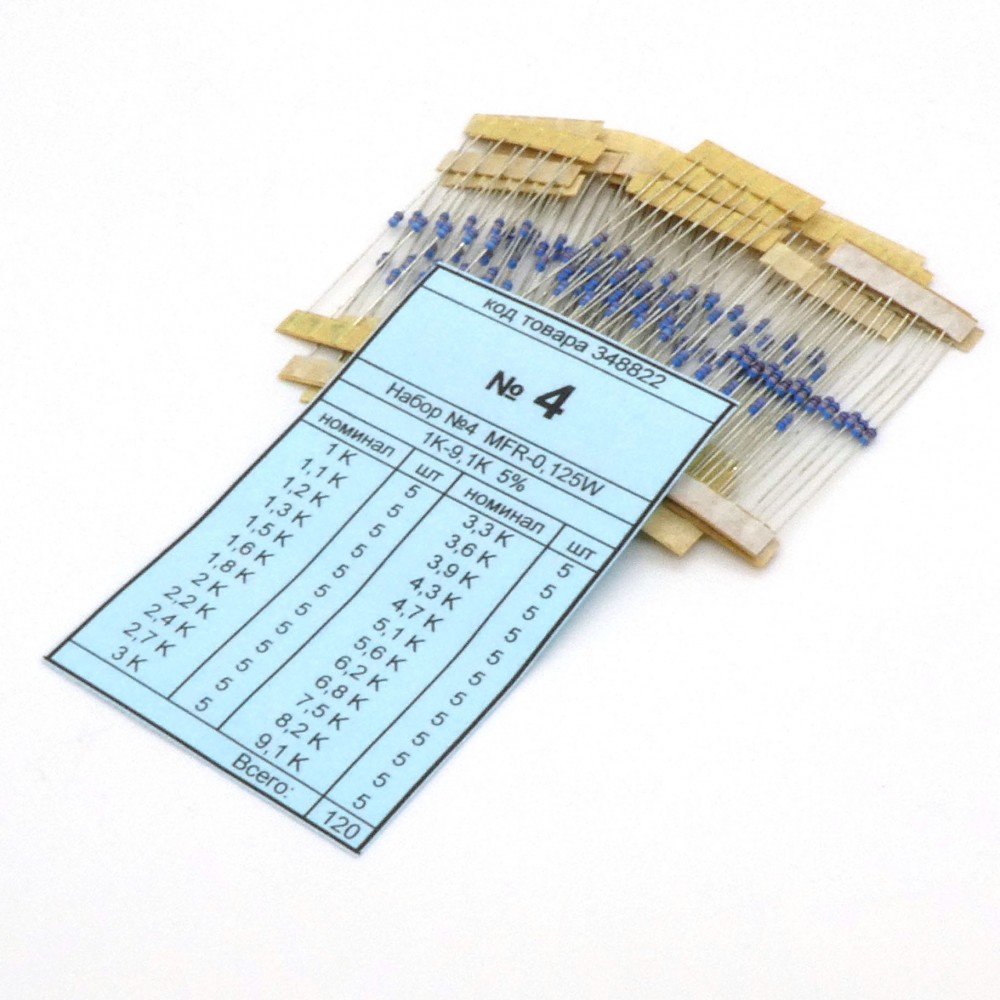 код товара 348822
№ 4
Набор №4 MFR-0,125W
1К-9,1К 5%
номинал шт номинал шт
1 К 5 3,3 К 5
1,1 К 5 3,6 К 5
1,2 К 5 3,9 К 5
1,3 К 5 4,3 К 5
1,5 К 5 4,7 К 5
1,6 К 5 5,1 К 5
1,8 К 5 5,6 К 5
2 К 5 6,2 К 5
2,2 К 5 6,8 К 5
2,4 К 5 7,5 К 5
2,7 К 5 8,2 К 5
3 К 5 9,1 К 5
Всего: 120